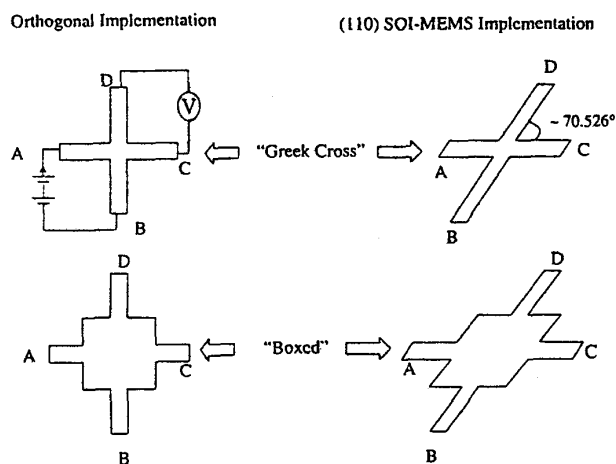 Orthogonal Implementation
(110) SOI-MEMS Implementation
D
V
A
C
B
"Greek Cross"
D
~ 70.526°
A
C
B
D
A
C
B
"Boxed"
D
A
C
B